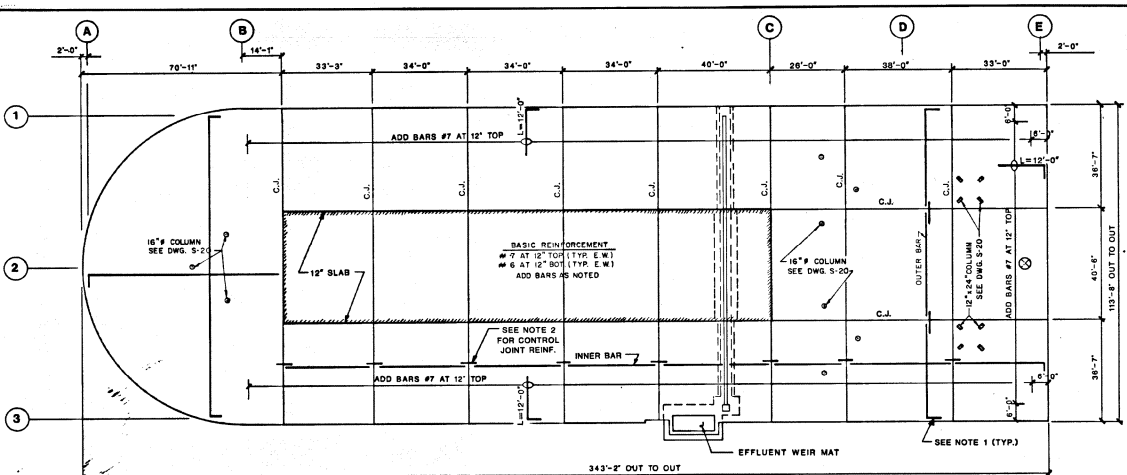 A
B
C
D
E
2'-0"
14'-1"
2'-0"
70'-11"
33'-3"
34'-0"
34'-0"
34'-0"
40'-0"
26'-0"
38'-0"
33'-0"
1
2
3
L=12'-0"
6'-0"
6'-0"
L=12'-0"
ADD BARS #7 AT 12" TOP
C.J.
C.J.
C.J.
C.J.
C.J.
C.J.
C.J.
C.J.
C.J.
C.J.
36'-7"
40'-6"
36'-7"
113'-8" OUT TO OUT
16"ø COLUMN
SEE DWG. S-20
12" SLAB
BASIC REINFORCEMENT
# 7 AT 12" TOP (TYP. E.W.)
# 6 AT 12" BOT. (TYP. E.W.)
ADD BARS AS NOTED
16"ø COLUMN
SEE DWG. S-20
OUTER BAR
12"x24" COLUMN
SEE DWG. S-20
ADD BARS #7 AT 12" TOP
SEE NOTE 2
FOR CONTROL
JOINT REINF.
INNER BAR
ADD BARS #7 AT 12" TOP
L=12'-0"
6'-0"
6'-0"
SEE NOTE 1 (TYP.)
EFFLUENT WEIR MAT
343'-2" OUT TO OUT